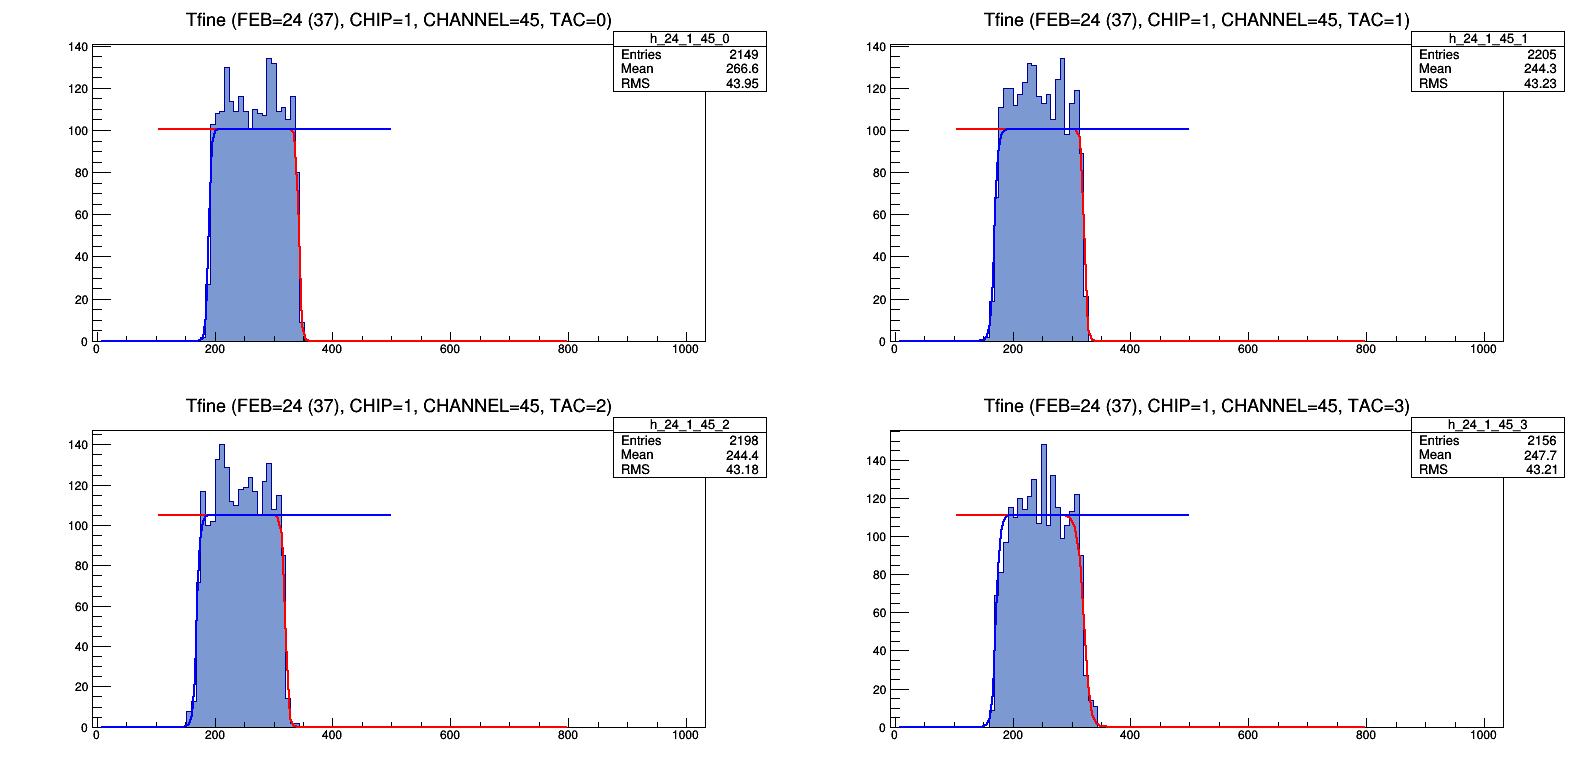 Tfine (FEB=24 (37), CHIP=1, CHANNEL=45, TAC=0)
h_24_1_45_0
Entries 2149
Mean 266.6
RMS 43.95
140
120
100
80
60
40
20
0
0 200 400 600 800 1000
Tfine (FEB=24 (37), CHIP=1, CHANNEL=45, TAC=1)
h_24_1_45_1
Entries 2205
Mean 244.3
RMS 43.23
140
120
100
80
60
40
20
0
0 200 400 600 800 1000
Tfine (FEB=24 (37), CHIP=1, CHANNEL=45, TAC=2)
h_24_1_45_2
Entries 2198
Mean 244.4
RMS 43.18
140
120
100
80
60
40
20
0
0 200 400 600 800 1000
Tfine (FEB=24 (37), CHIP=1, CHANNEL=45, TAC=3)
h_24_1_45_3
Entries 2156
Mean 247.7
RMS 43.21
140
120
100
80
60
40
20
0
0 200 400 600 800 1000